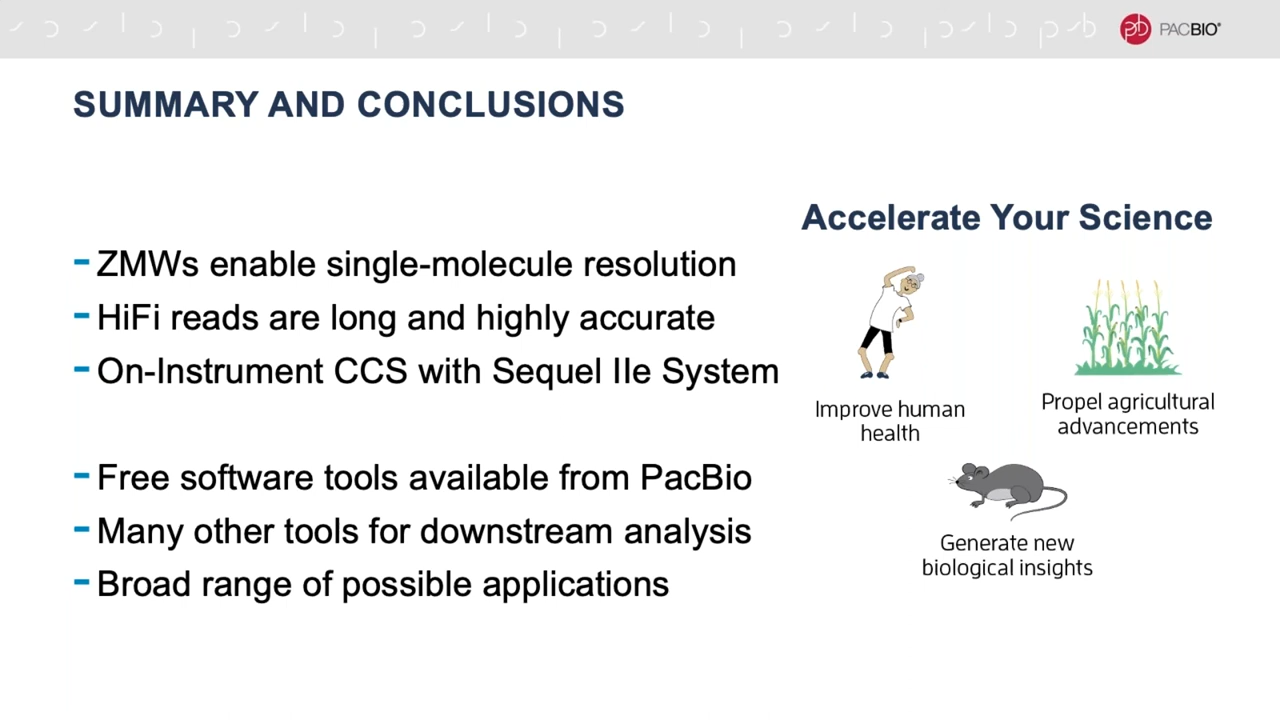 PACBIO®
SUMMARY AND CONCLUSIONS
- ZMWs enable single-molecule resolution
- HiFi reads are long and highly accurate
- On-Instrument CCS with Sequel IIe System
- Free software tools available from PacBio
- Many other tools for downstream analysis
- Broad range of possible applications
Accelerate Your Science
Improve human
health
Propel agricultural
advancements
Generate new
biological insights